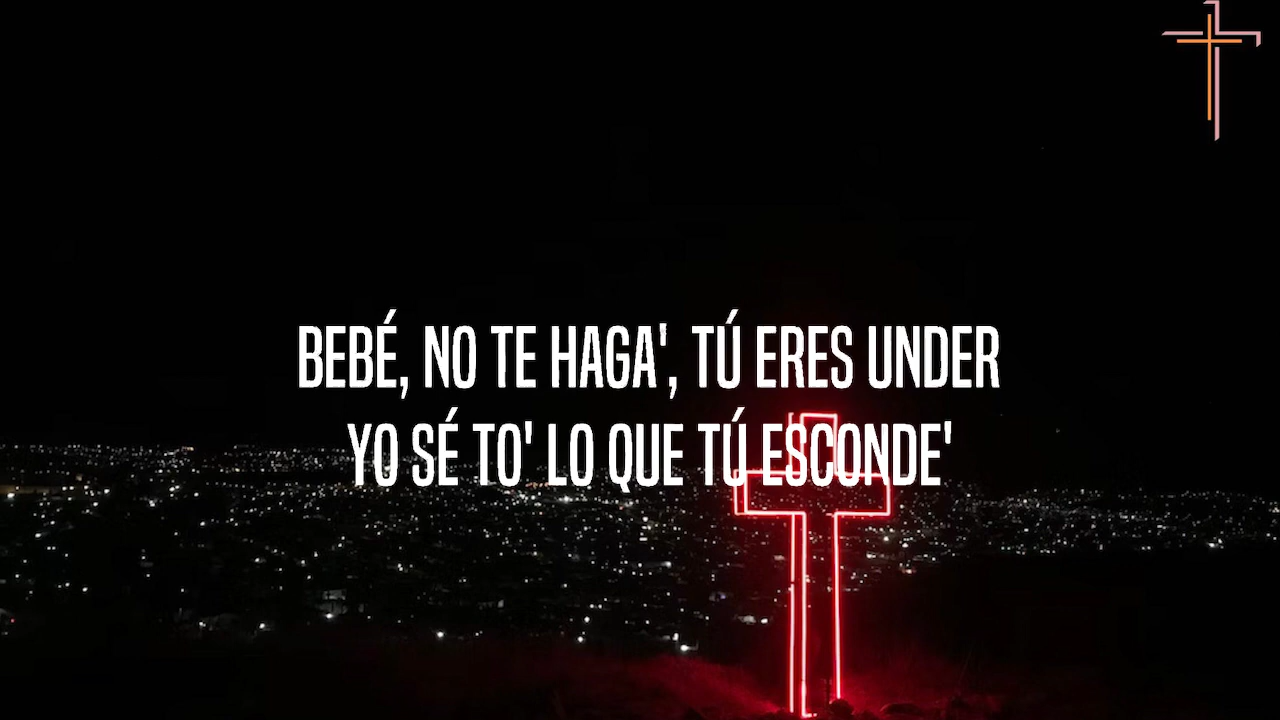 BEBÉ, NO TE HAGA', TÚ ERES UNDER
YO SÉ TO' LO QUE TÚ ESCONDE'